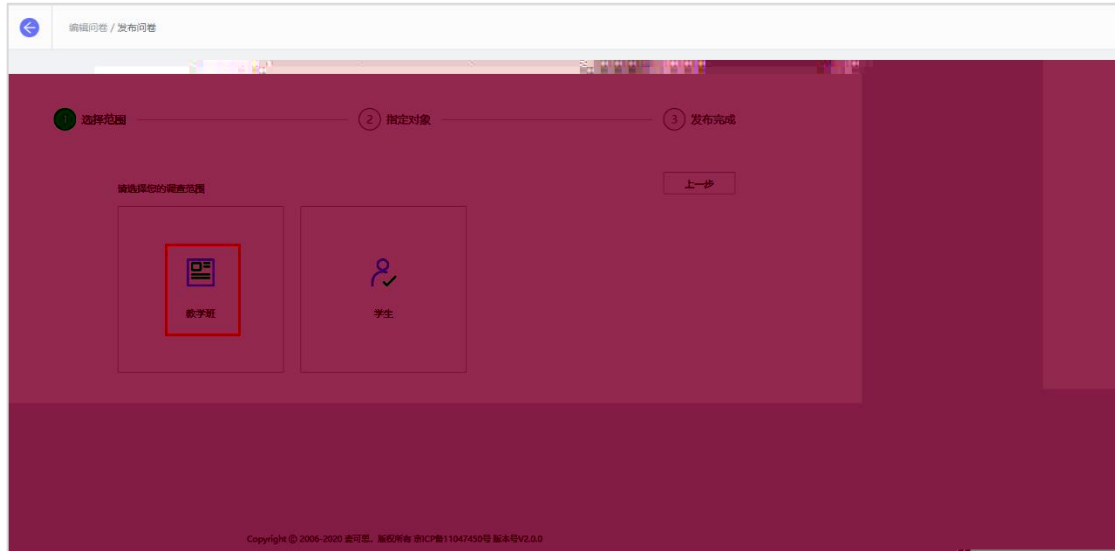 编辑问卷 / 发布问卷
1 选择范围 2 指定对象 3 发布完成
上一步
请选择您的调查范围
教学班 学生
Copyright © 2006-2020 麦可思。版权所有 京ICP备11047450号 版本号V2.0.0